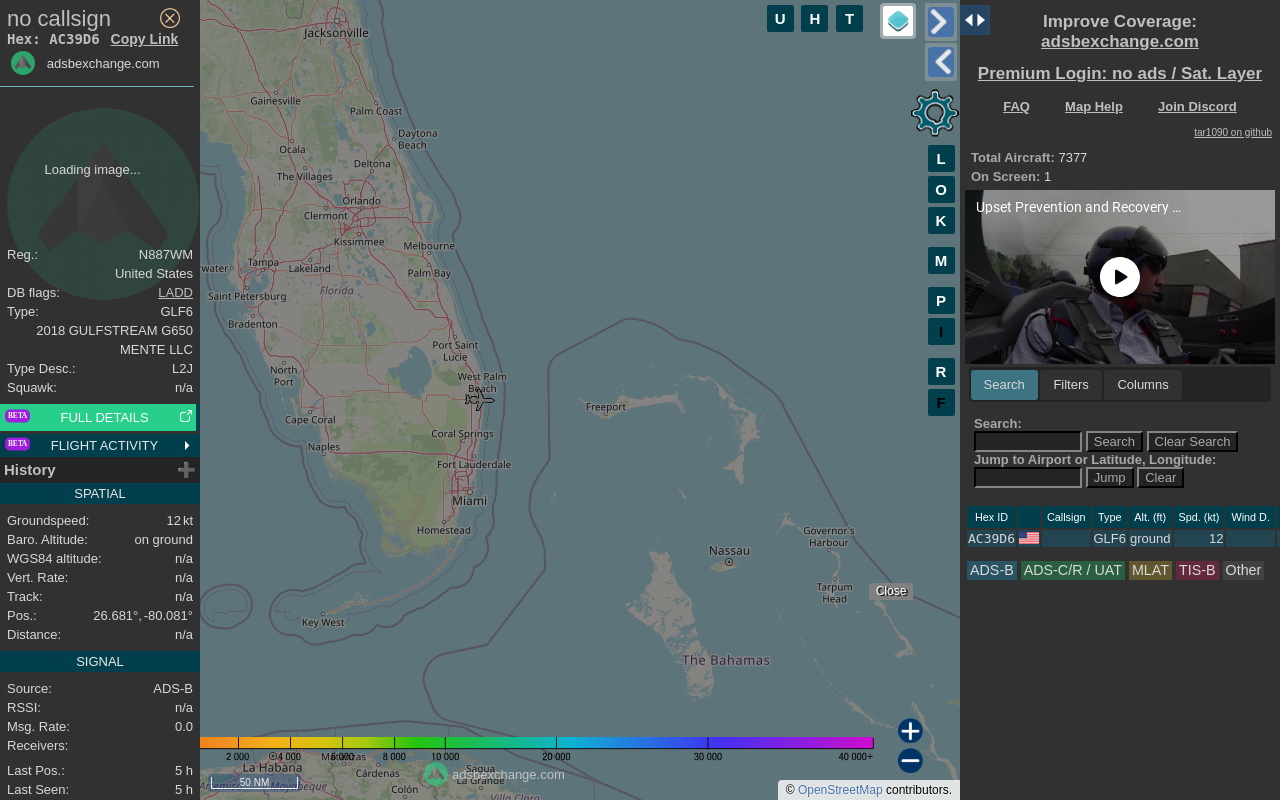 no callsign
Hex: AC39D6 Copy Link
adsbexchange.com
Loading image...
Reg.: N887WM
United States
DB flags: LADD
Type: GLF6
2018 GULFSTREAM G650
MENTE LLC
Type Desc.: L2J
Squawk: n/a
BETA FULL DETAILS
BETA FLIGHT ACTIVITY
History
SPATIAL
Groundspeed: 12 kt
Baro. Altitude: on ground
WGS84 altitude: n/a
Vert. Rate: n/a
Track: n/a
Pos.: 26.681°, -80.081°
Distance: n/a
SIGNAL
Source: ADS-B
RSSI: n/a
Msg. Rate: 0.0
Receivers:
Last Pos.: 5 h
Last Seen: 5 h
Jacksonville
Gainesville
Palm Coast
Daytona
Beach
Ocala
Deltona
The Villages
Orlando
Clermont
Kissimmee
Melbourne
Tampa
Lakeland
rwater
Palm Bay
Saint Petersburg
Florida
Bradenton
Port Saint
Lucie
North
Port
West Palm
Beach
Freeport
Cape Coral
Coral Springs
Naples
Fort Lauderdale
Miami
Homestead
Governor's
Harbour
Nassau
Tarpum
Head
Key West
The Bahamas
Close
2 000
4 000
6 000
8 000
10 000
20 000
30 000
40 000+
Matanzas
La Habana
Cárdenas
Sagua
La Grande
Artemisa
Mayabeque
Colón
Villa Clara
50 NM
adsbexchange.com
© OpenStreetMap contributors.
U H T
L
O
K
M
P
I
R
F
Improve Coverage:
adsbexchange.com
Premium Login: no ads / Sat. Layer
FAQ Map Help Join Discord
tar1090 on github
Total Aircraft: 7377
On Screen: 1
Upset Prevention and Recovery ...
Search Filters Columns
Search:
Search Clear Search
Jump to Airport or Latitude, Longitude:
Jump Clear
Hex ID Callsign Type Alt. (ft) Spd. (kt) Wind D.
AC39D6 GLF6 ground 12
ADS-B ADS-C/R / UAT MLAT TIS-B Other